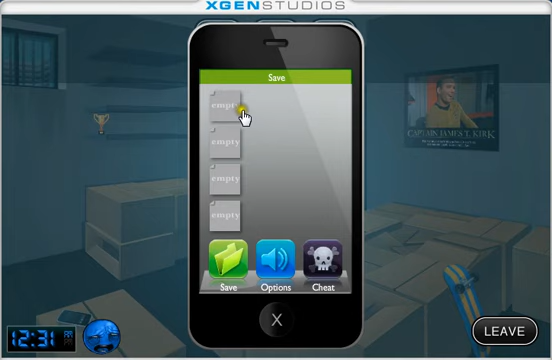 XGENSTUDIOS
Save
empty
empty
empty
empty
CAPTAIN JAMES T. KIRK
Save
Options
Cheat
X
12:31
LEAVE